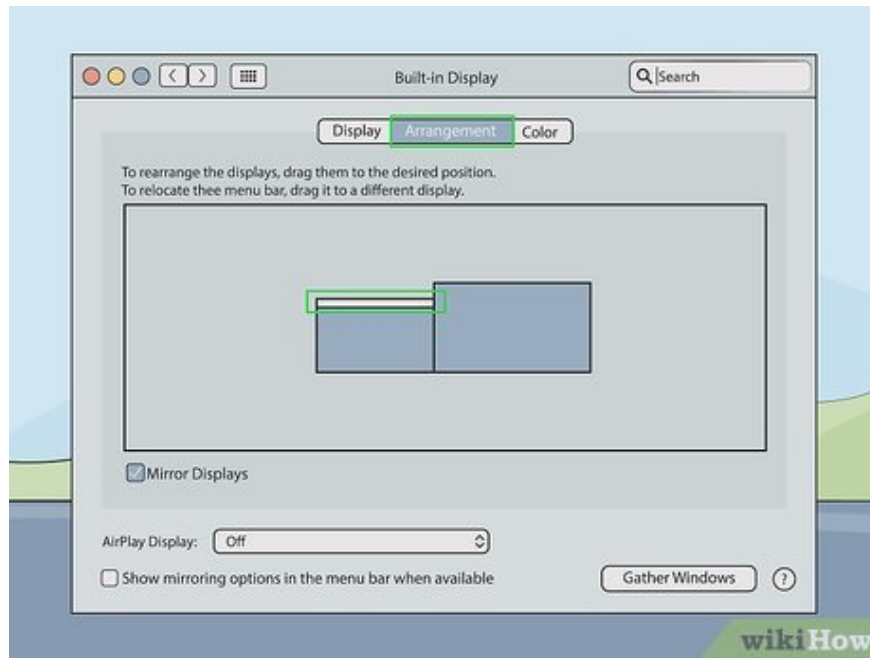 Built-in Display
Search
Display Arrangement Color
To rearrange the displays, drag them to the desired position.
To relocate thee menu bar, drag it to a different display.
Mirror Displays
AirPlay Display: Off
Show mirroring options in the menu bar when available
Gather Windows ?
wikiHow